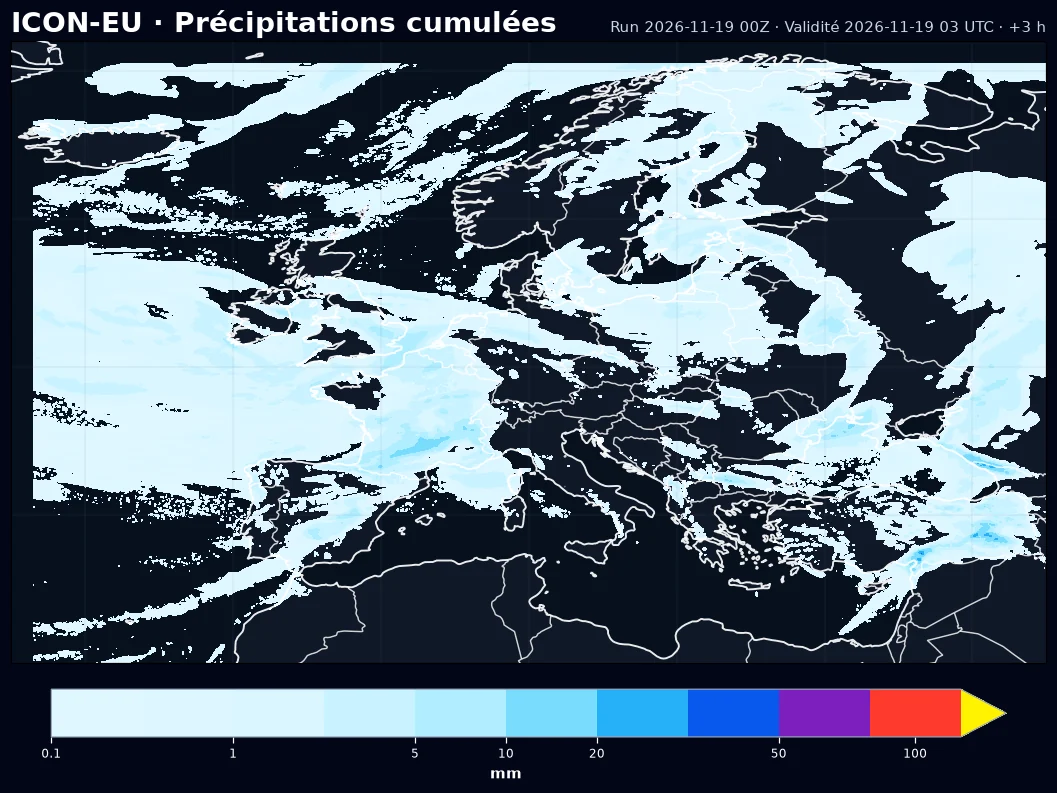 ICON-EU · Précipitations cumulées
Run 2026-11-19 00Z · Validité 2026-11-19 03 UTC · +3 h
0.1 1 5 10 20 50 100
mm